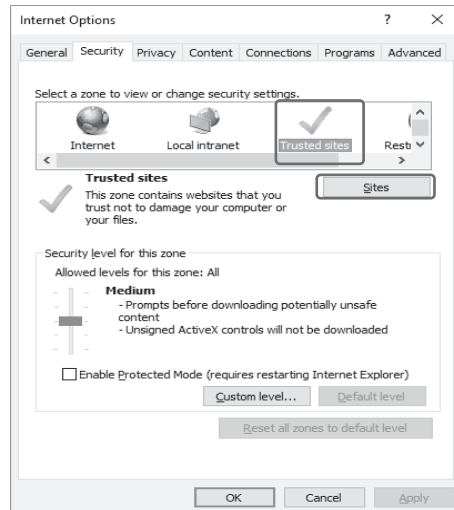 Internet Options ? ×
General Security Privacy Content Connections Programs Advanced
Select a zone to view or change security settings.
Internet Local intranet Trusted sites Restr
Trusted sites
Sites
This zone contains websites that you
trust not to damage your computer or
your files.
Security level for this zone
Allowed levels for this zone: All
Medium
- Prompts before downloading potentially unsafe
content
- Unsigned ActiveX controls will not be downloaded
Enable Protected Mode (requires restarting Internet Explorer)
Custom level... Default level
Reset all zones to default level
OK Cancel Apply